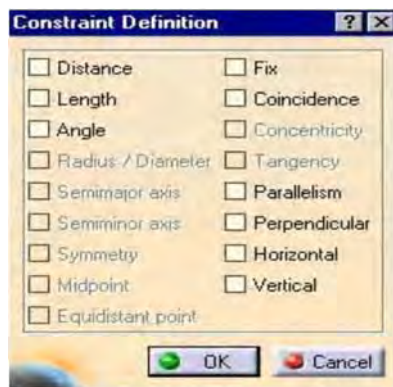 Constraint Definition ? X
Distance Fix
Length Coincidence
Angle Concentricity
Radius / Diameter Tangency
Semimajor axis Parallelism
Semiminor axis Perpendicular
Symmetry Horizontal
Midpoint Vertical
Equidistant point
OK Cancel